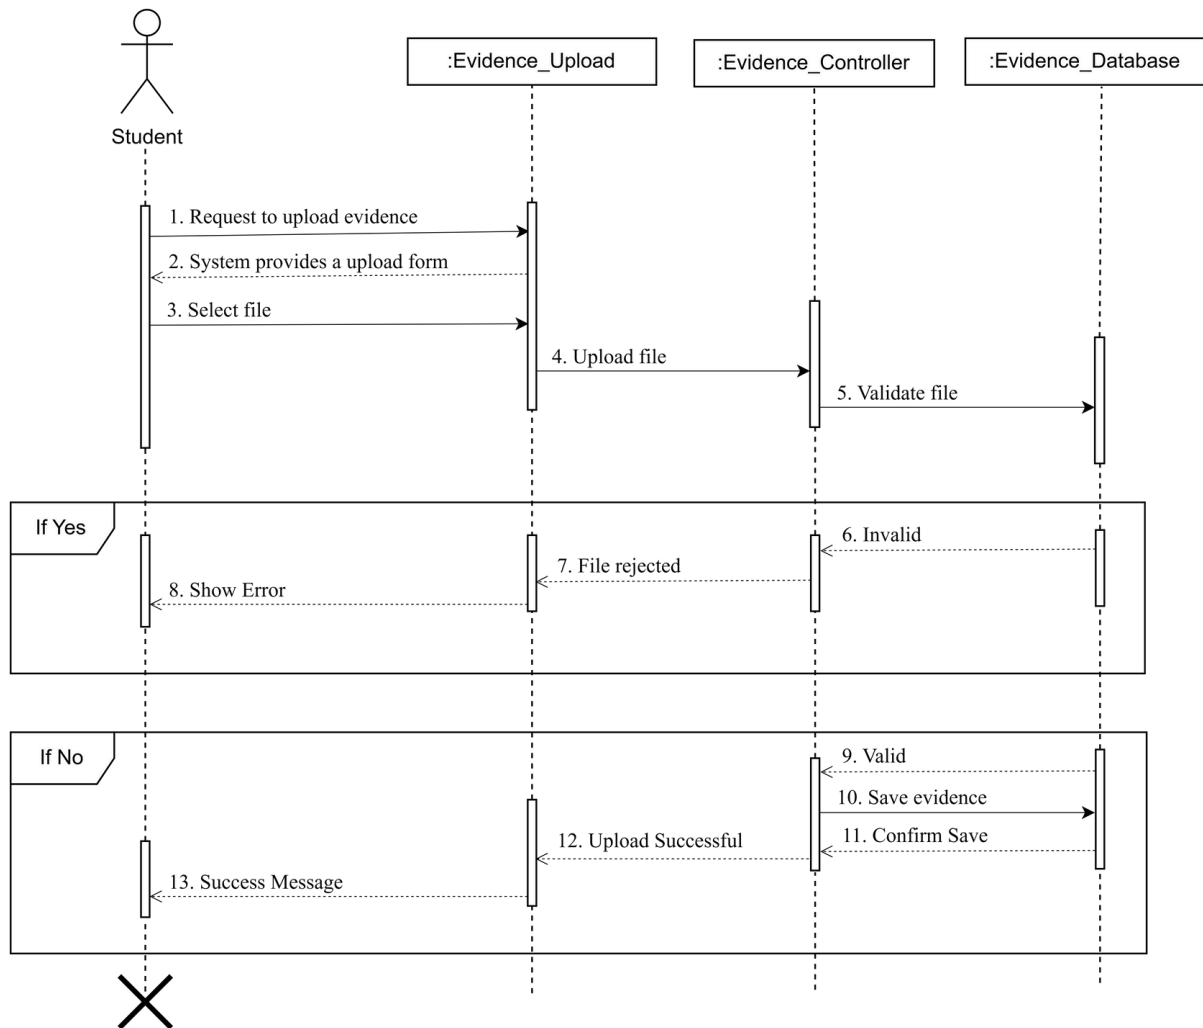 Student
:Evidence_Upload
:Evidence_Controller
:Evidence_Database
1. Request to upload evidence
2. System provides a upload form
3. Select file
4. Upload file
5. Validate file
If Yes
6. Invalid
7. File rejected
8. Show Error
If No
9. Valid
10. Save evidence
11. Confirm Save
12. Upload Successful
13. Success Message